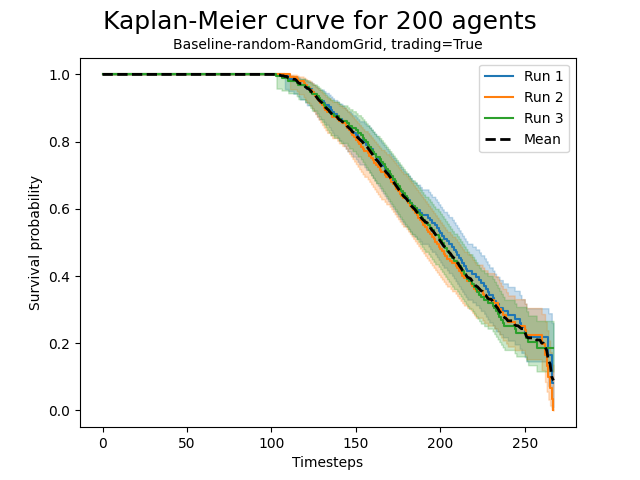 Kaplan-Meier curve for 200 agents
Baseline-random-RandomGrid, trading=True
Run 1
Run 2
Run 3
Mean
Survival probability
1.0
0.8
0.6
0.4
0.2
0.0
0 50 100 150 200 250
Timesteps